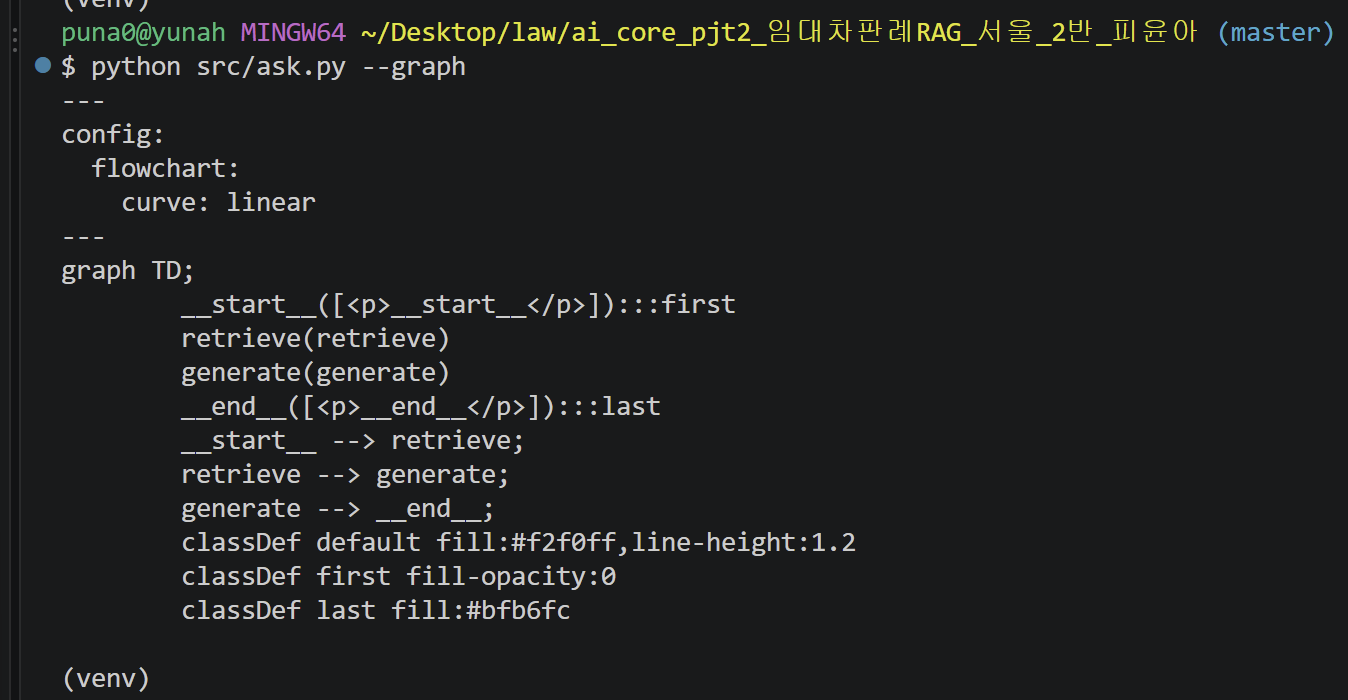 (venv)
puna0@yunah MINGW64 ~/Desktop/law/ai_core_pjt2_임대차판례RAG_서울_2반_피윤아 (master)
$ python src/ask.py --graph
---
config:
  flowchart:
    curve: linear
---
graph TD;
        __start__([<p>__start__</p>]):::first
        retrieve(retrieve)
        generate(generate)
        __end__([<p>__end__</p>]):::last
        __start__ --> retrieve;
        retrieve --> generate;
        generate --> __end__;
        classDef default fill:#f2f0ff,line-height:1.2
        classDef first fill-opacity:0
        classDef last fill:#bfb6fc
(venv)